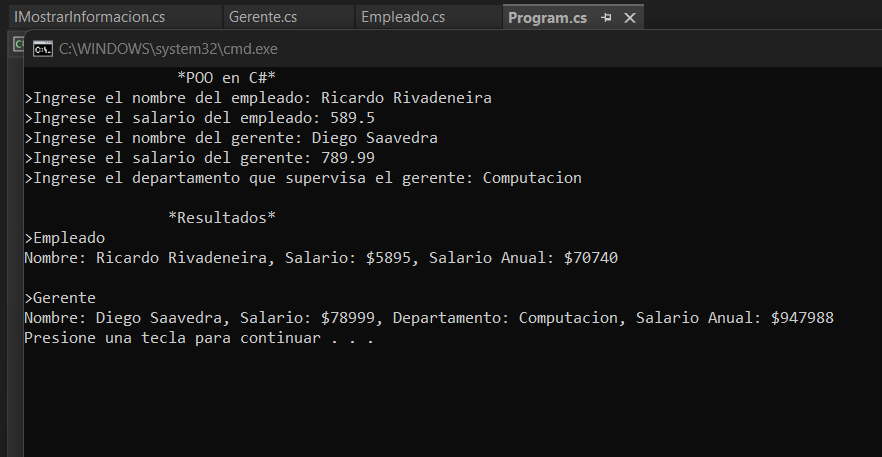 IMostrarInformacion.cs Gerente.cs Empleado.cs Program.cs
C:\WINDOWS\system32\cmd.exe
*POO en C#*
>Ingrese el nombre del empleado: Ricardo Rivadeneira
>Ingrese el salario del empleado: 589.5
>Ingrese el nombre del gerente: Diego Saavedra
>Ingrese el salario del gerente: 789.99
>Ingrese el departamento que supervisa el gerente: Computacion
*Resultados*
>Empleado
Nombre: Ricardo Rivadeneira, Salario: $5895, Salario Anual: $70740
>Gerente
Nombre: Diego Saavedra, Salario: $78999, Departamento: Computacion, Salario Anual: $947988
Presione una tecla para continuar . . .